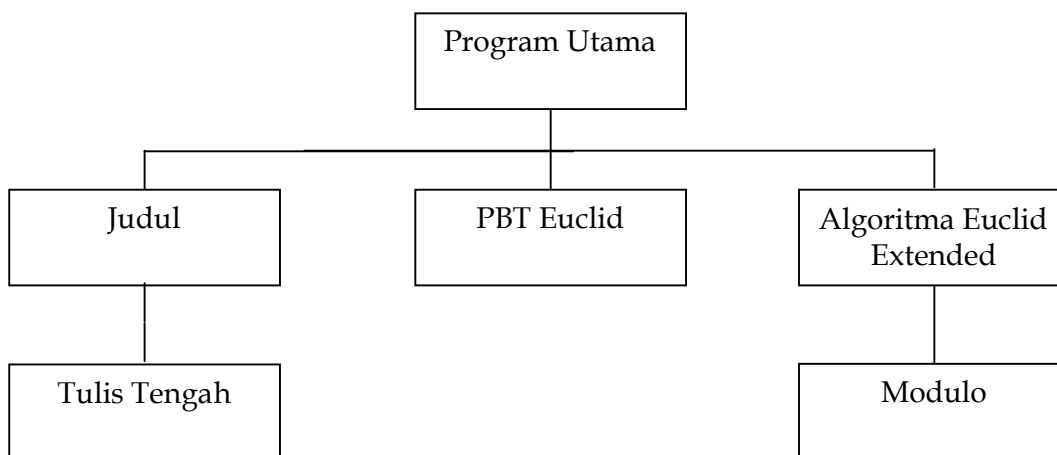 Program Utama
Judul
PBT Euclid
Algoritma Euclid
Extended
Tulis Tengah
Modulo